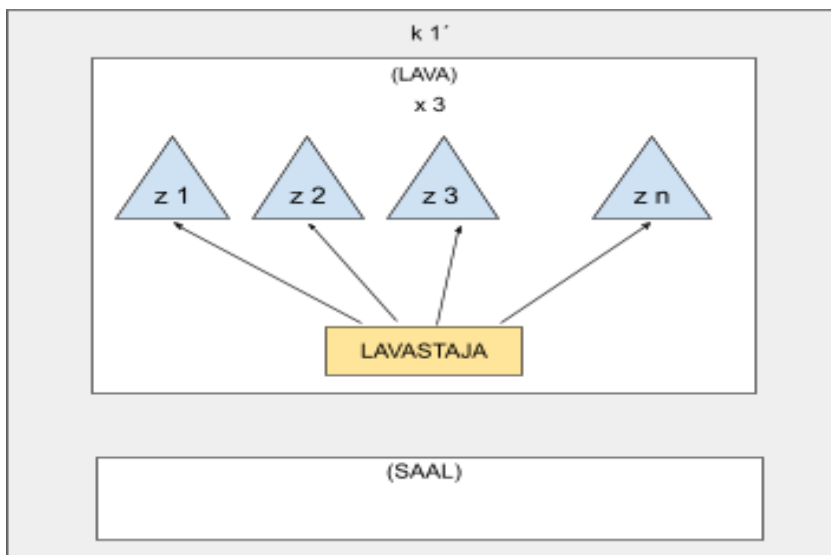 k 1´
(LAVA)
x 3
z 1 z 2 z 3 z n
LAVASTAJA
(SAAL)